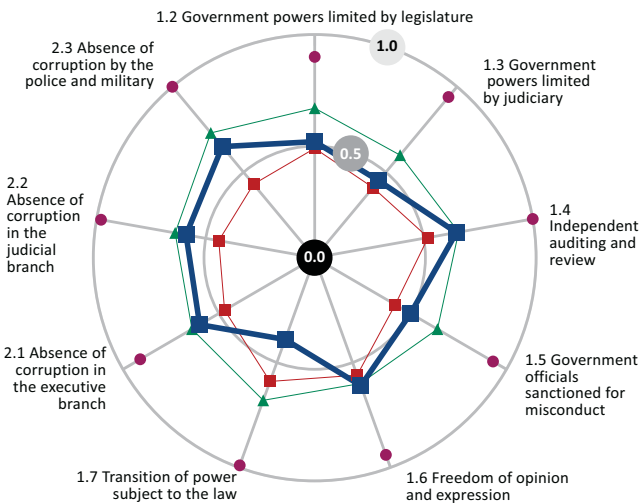 1.2 Government powers limited by legislature
1.0
2.3 Absence of
corruption by the
police and military
1.3 Government
powers limited
by judiciary
0.5
2.2
Absence of
corruption
in the
judicial
branch
1.4
Independent
auditing and
review
0.0
2.1 Absence of
corruption in
the executive
branch
1.5 Government
officials
sanctioned for
misconduct
1.7 Transition of power
subject to the law
1.6 Freedom of opinion
and expression